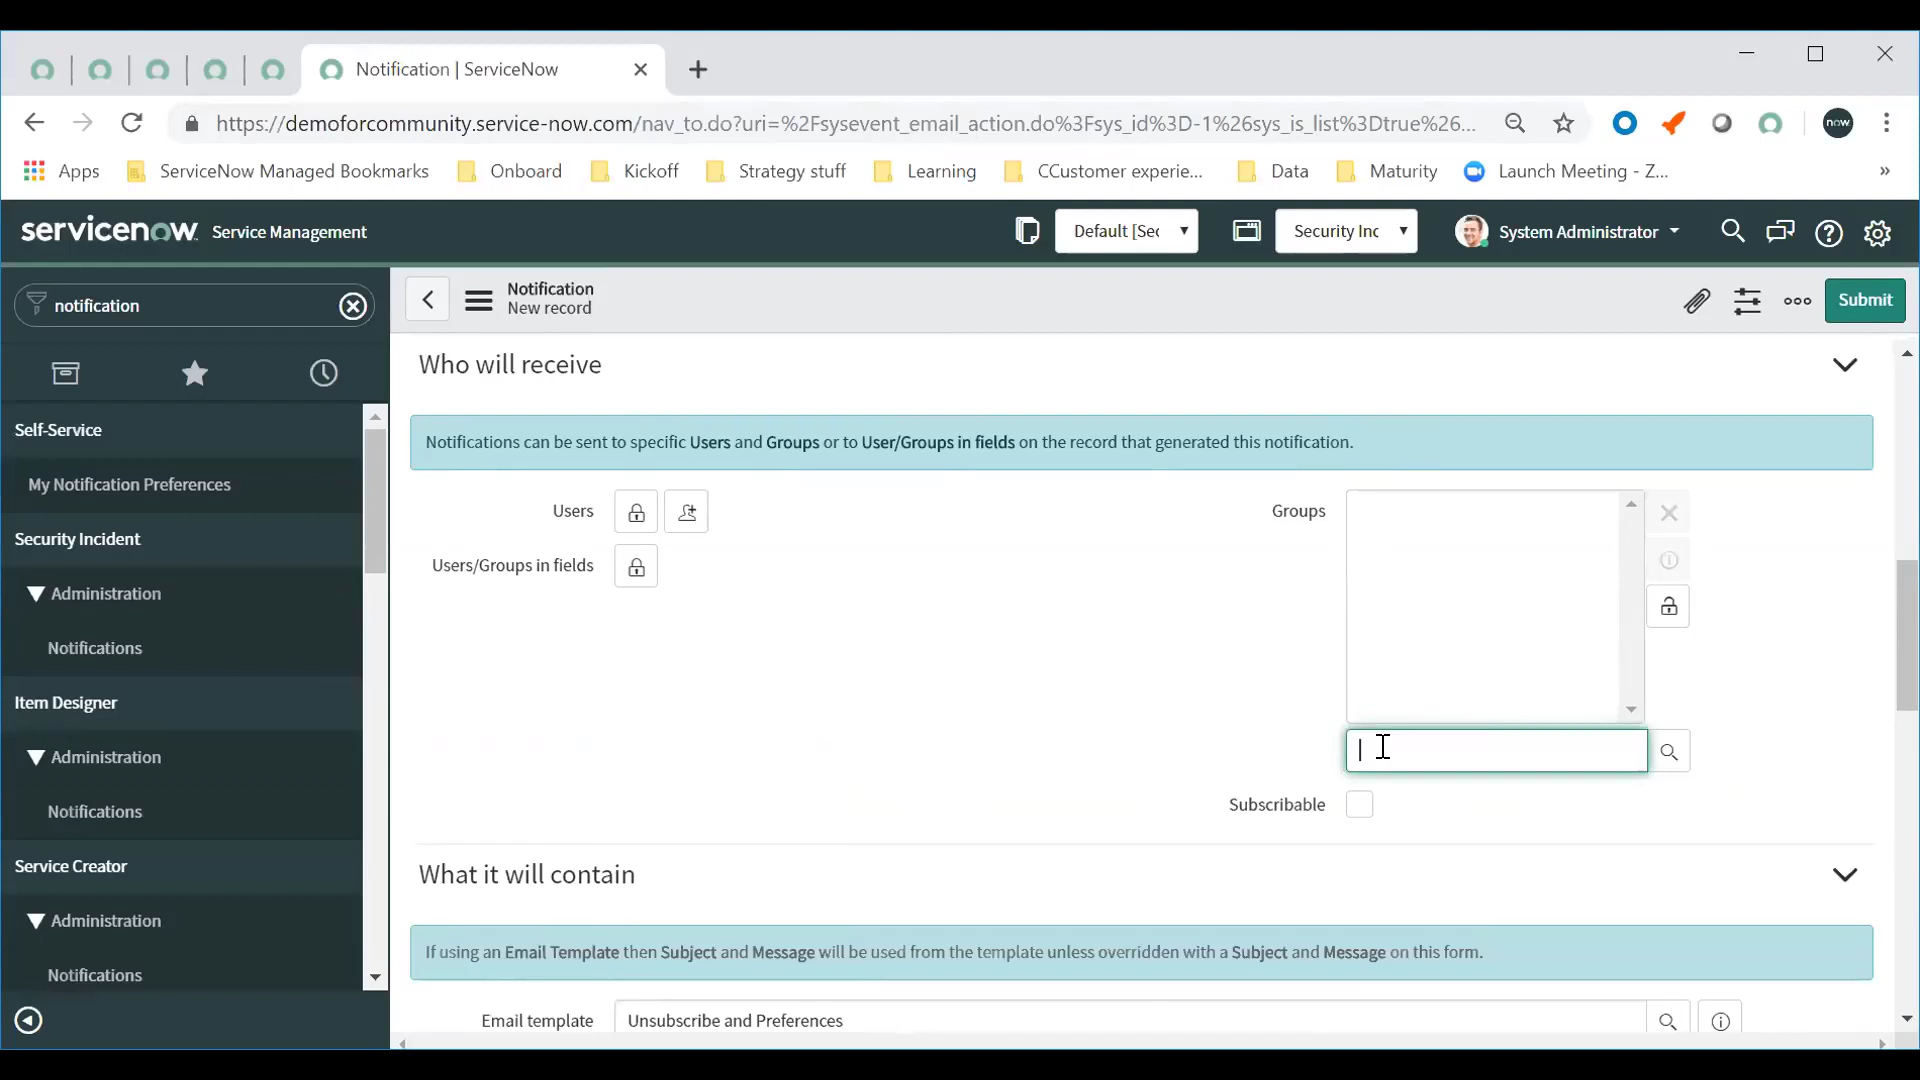 Notification | ServiceNow
https://demoforcommunity.service-now.com/nav_to.do?uri=%2Fsysevent_email_action.do%3Fsys_id%3D-1%26sys_is_list%3Dtrue%26...
now
Apps
ServiceNow Managed Bookmarks
Onboard
Kickoff
Strategy stuff
Learning
CCustomer experie...
Data
Maturity
Launch Meeting - Z...
»
servicenow Service Management
Default [Sec
Security Inc
System Administrator
notification
Notification
New record
Submit
Self-Service
My Notification Preferences
Security Incident
Administration
Notifications
Item Designer
Administration
Notifications
Service Creator
Administration
Notifications
Who will receive
Notifications can be sent to specific Users and Groups or to User/Groups in fields on the record that generated this notification.
Users
Groups
Users/Groups in fields
Subscribable
What it will contain
If using an Email Template then Subject and Message will be used from the template unless overridden with a Subject and Message on this form.
Email template
Unsubscribe and Preferences